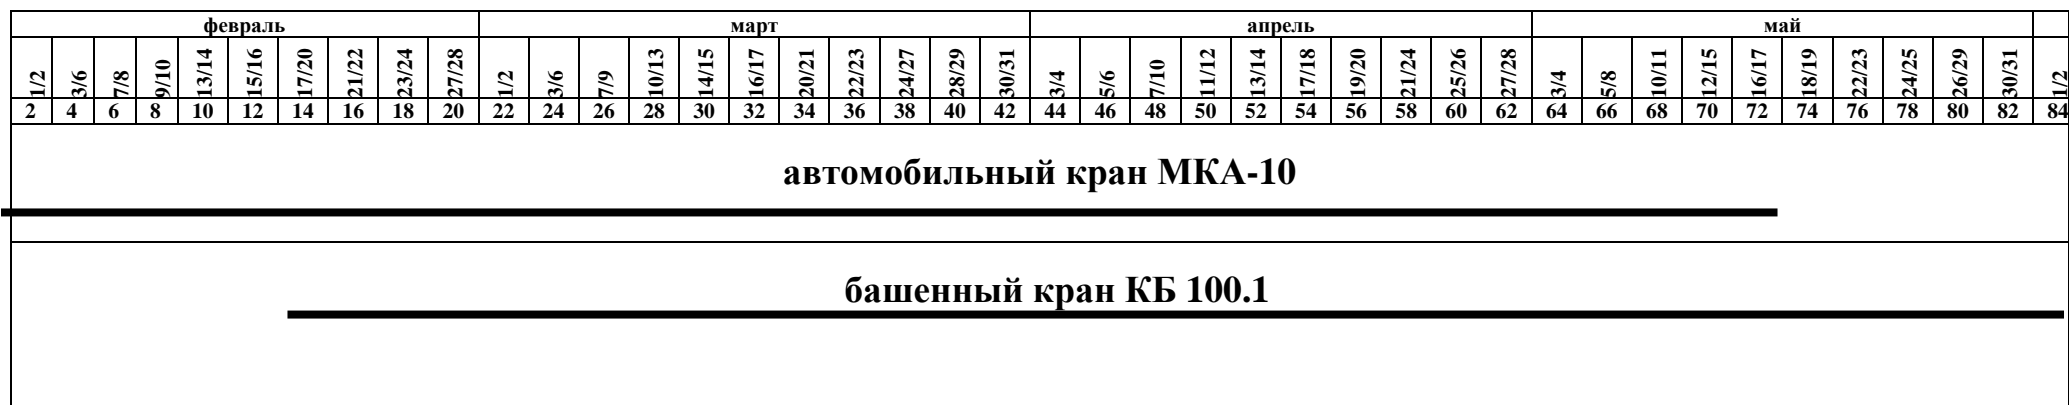 февраль март апрель май
1/2 3/6 7/8 9/10 13/14 15/16 17/20 21/22 23/24 27/28 1/2 3/6 7/9 10/13 14/15 16/17 20/21 22/23 24/27 28/29 30/31 3/4 5/6 7/10 11/12 13/14 17/18 19/20 21/24 25/26 27/28 3/4 5/8 10/11 12/15 16/17 18/19 22/23 24/25 26/29 30/31 1/2
2 4 6 8 10 12 14 16 18 20 22 24 26 28 30 32 34 36 38 40 42 44 46 48 50 52 54 56 58 60 62 64 66 68 70 72 74 76 78 80 82 84
автомобильный кран МКА-10
башенный кран КБ 100.1